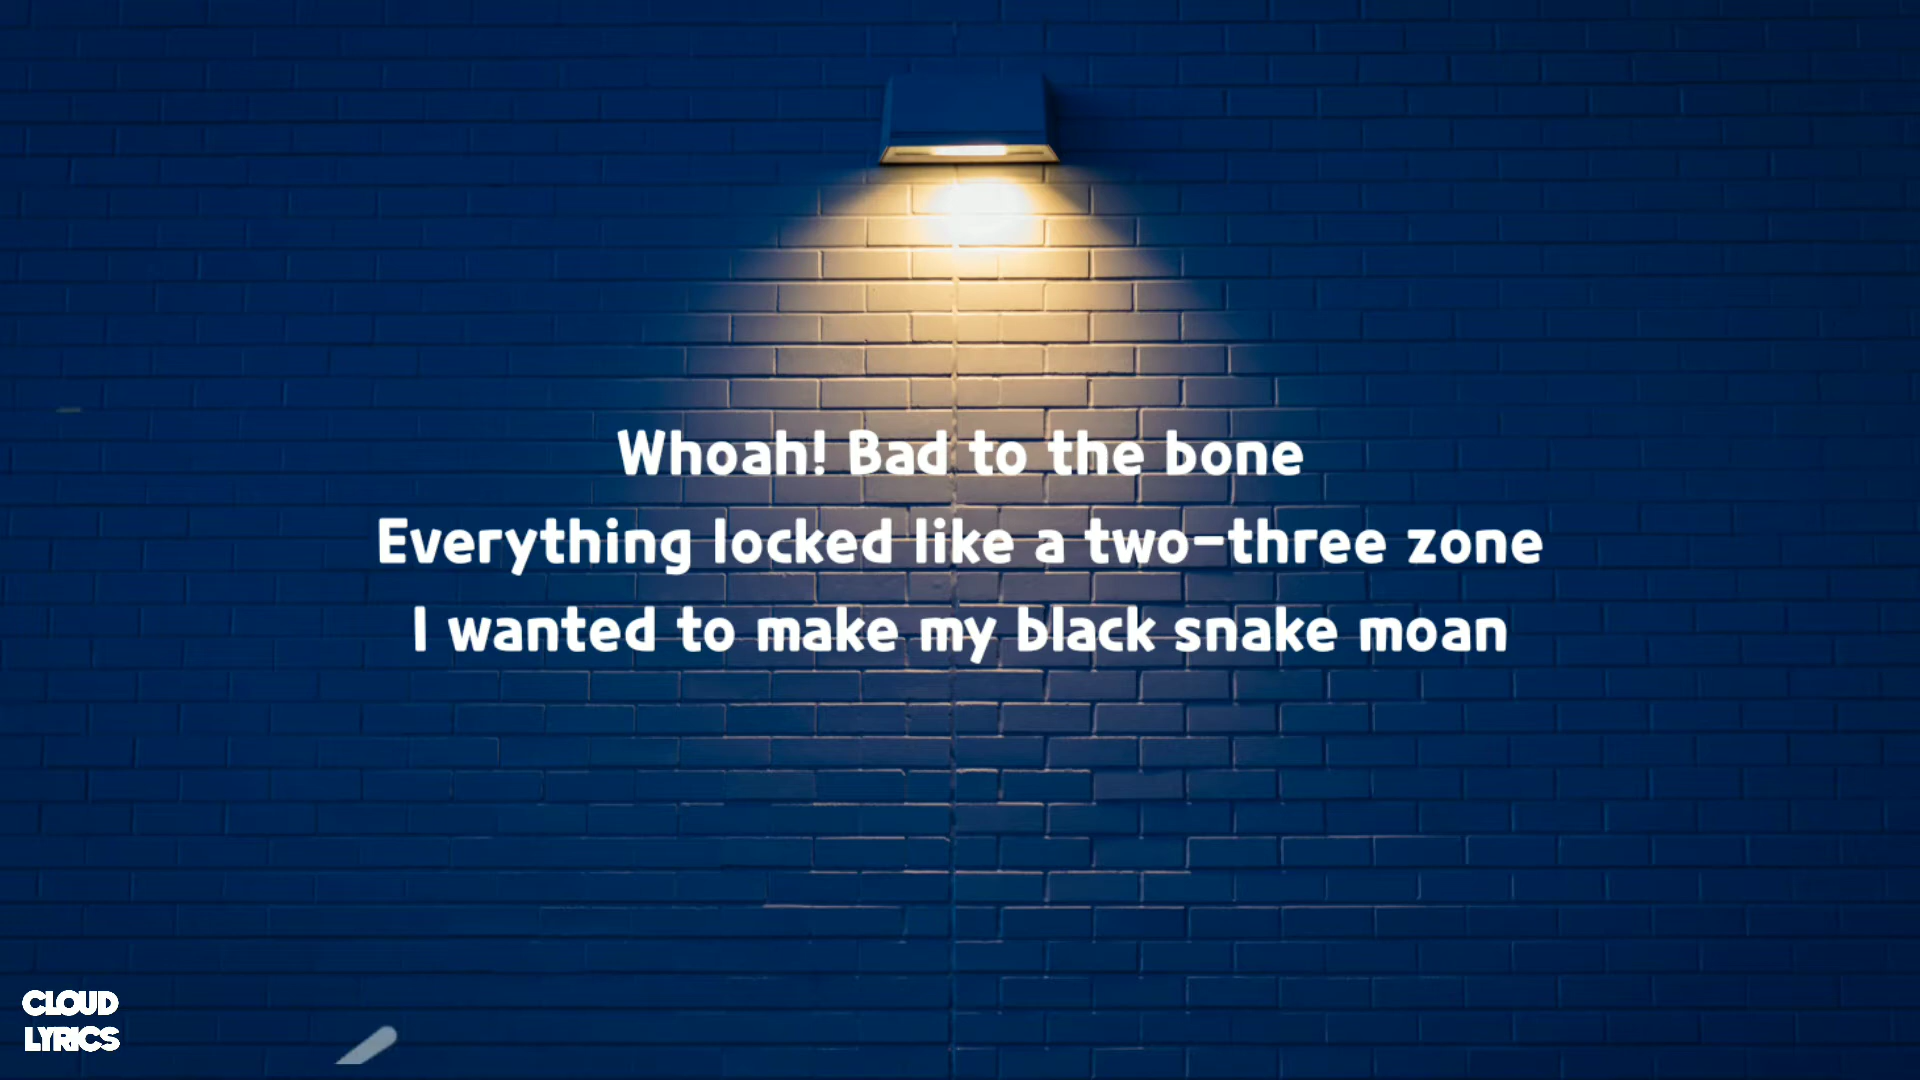 Whoah! Bad to the bone
Everything locked like a two-three zone
I wanted to make my black snake moan
CLOUD
LYRICS